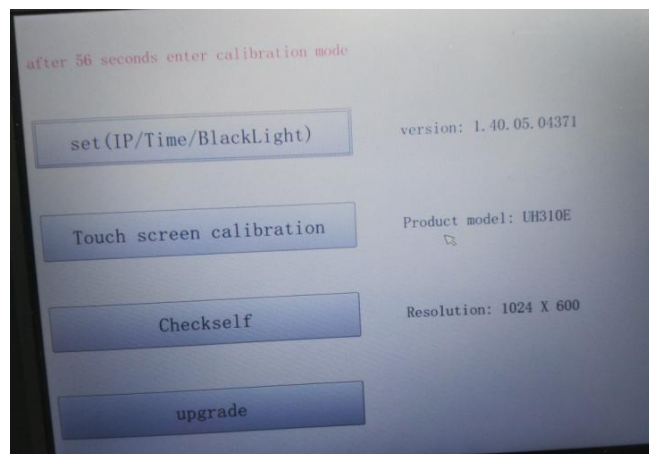 after 56 seconds enter calibration mode
set(IP/Time/BlackLight)
version: 1.40.05.04371
Touch screen calibration
Product model: UH310E
Checkself
Resolution: 1024 X 600
upgrade